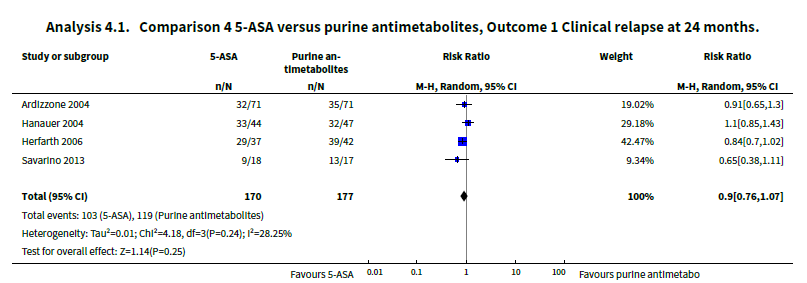 Analysis 4.1. Comparison 4 5-ASA versus purine antimetabolites, Outcome 1 Clinical relapse at 24 months.
Study or subgroup 5-ASA Purine an- Risk Ratio Weight Risk Ratio
timetabolites
n/N n/N M-H, Random, 95% CI M-H, Random, 95% CI
Ardizzone 2004 32/71 35/71 19.02% 0.91[0.65,1.3]
Hanauer 2004 33/44 32/47 29.18% 1.1[0.85,1.43]
Herfarth 2006 29/37 39/42 42.47% 0.84[0.7,1.02]
Savarino 2013 9/18 13/17 9.34% 0.65[0.38,1.11]
Total (95% CI) 170 177 100% 0.9[0.76,1.07]
Total events: 103 (5-ASA), 119 (Purine antimetabolites)
Heterogeneity: Tau²=0.01; Chi²=4.18, df=3(P=0.24); I²=28.25%
Test for overall effect: Z=1.14(P=0.25)
Favours 5-ASA 0.01 0.1 1 10 100 Favours purine antimetabo